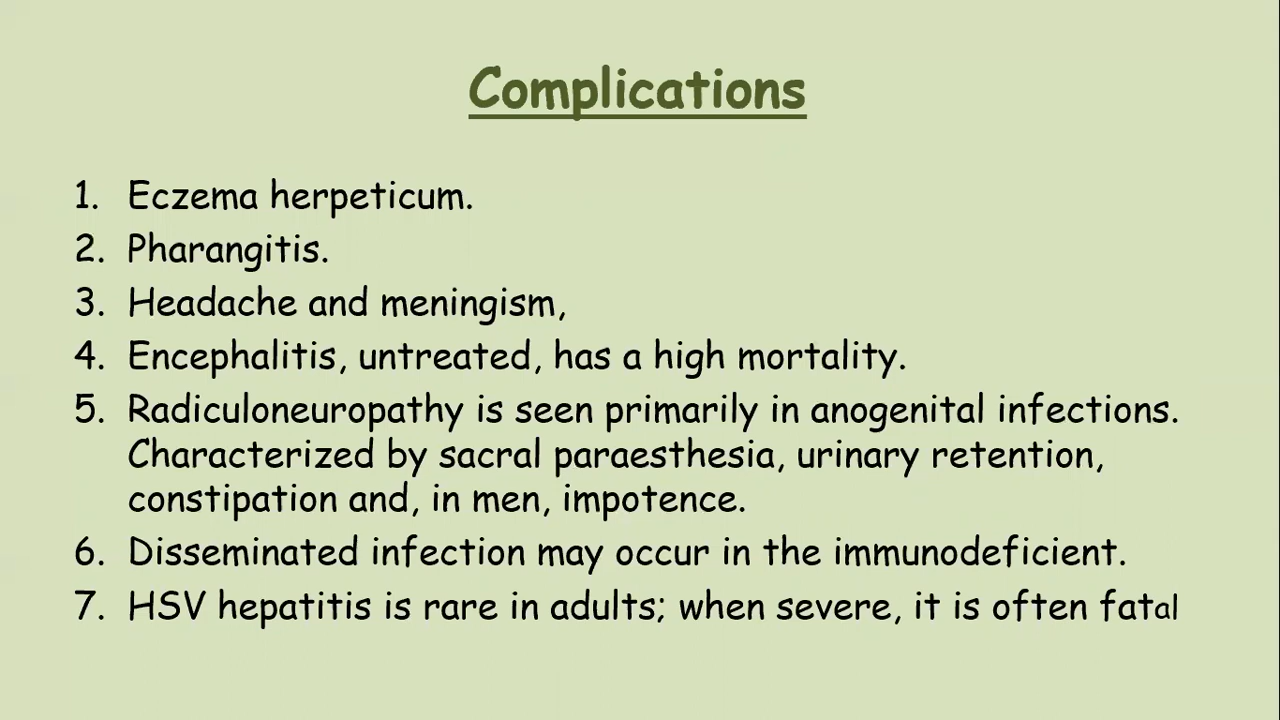 Complications
1. Eczema herpeticum.
2. Pharangitis.
3. Headache and meningism,
4. Encephalitis, untreated, has a high mortality.
5. Radiculoneuropathy is seen primarily in anogenital infections.
Characterized by sacral paraesthesia, urinary retention,
constipation and, in men, impotence.
6. Disseminated infection may occur in the immunodeficient.
7. HSV hepatitis is rare in adults; when severe, it is often fatal